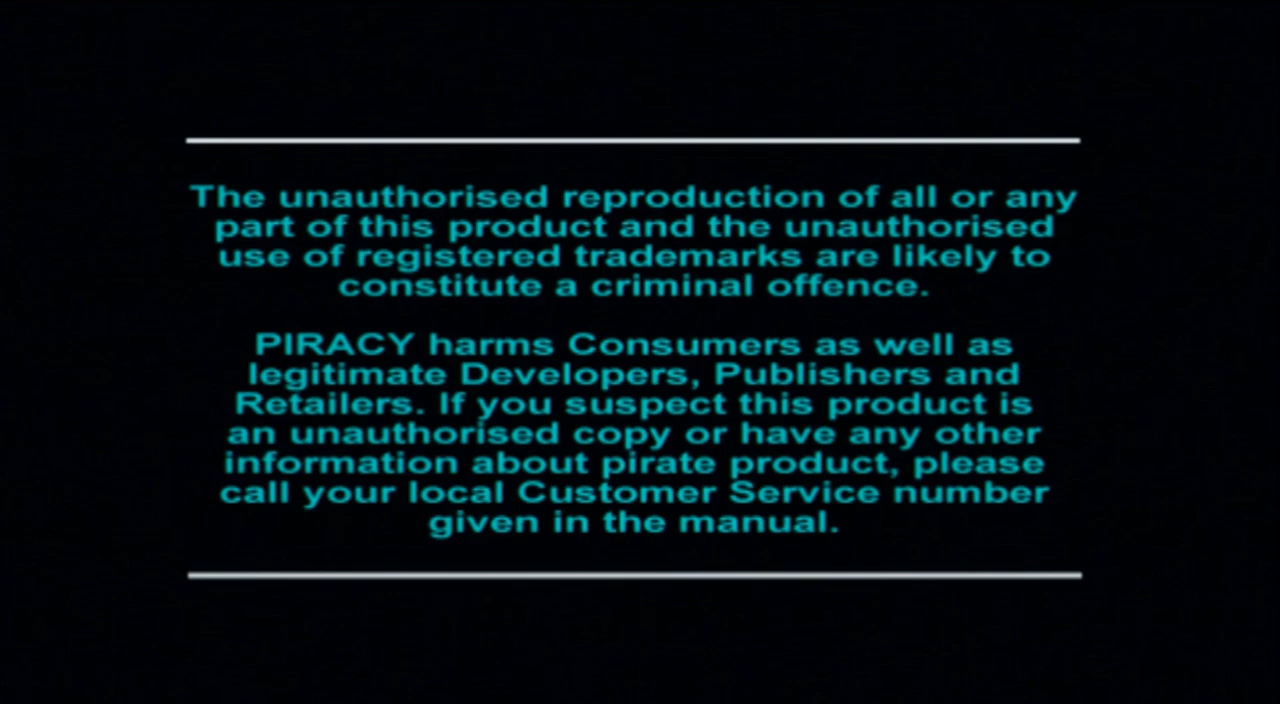 The unauthorised reproduction of all or any
part of this product and the unauthorised
use of registered trademarks are likely to
constitute a criminal offence.
PIRACY harms Consumers as well as
legitimate Developers, Publishers and
Retailers. If you suspect this product is
an unauthorised copy or have any other
information about pirate product, please
call your local Customer Service number
given in the manual.